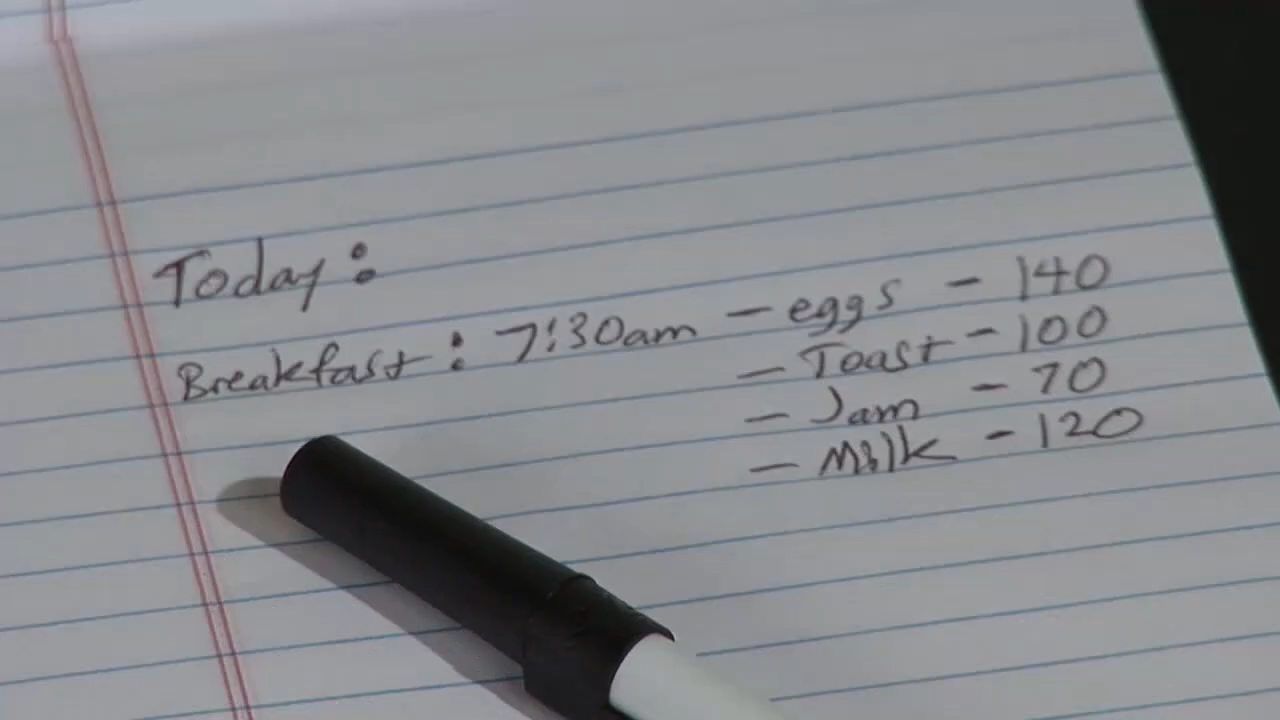 Today:
Breakfast: 7:30am - eggs - 140
- Toast - 100
- Jam - 70
- Milk - 120